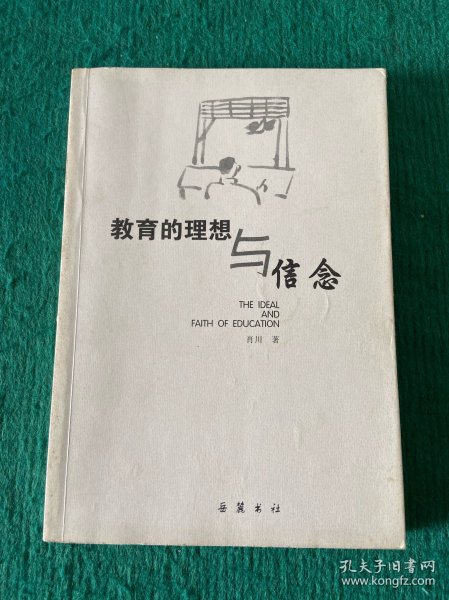 教育的理想
与信念
THE IDEAL
AND
FAITH OF EDUCATION
肖川 著
岳麓书社
孔夫子旧书网
www.kongfz.com